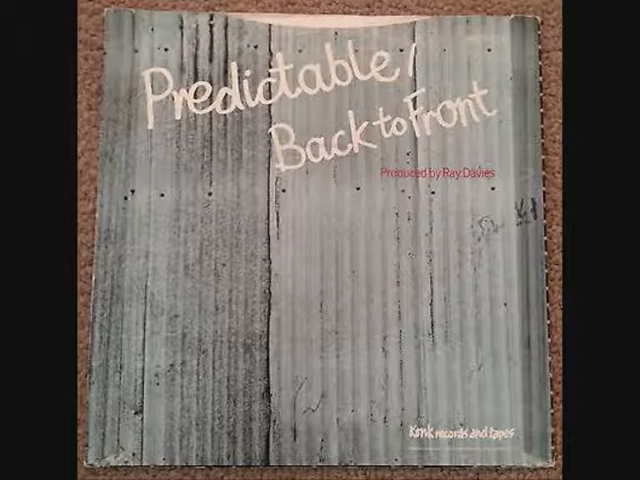 Predictable/
Back to Front
Produced by Ray Davies
Konk records and tapes